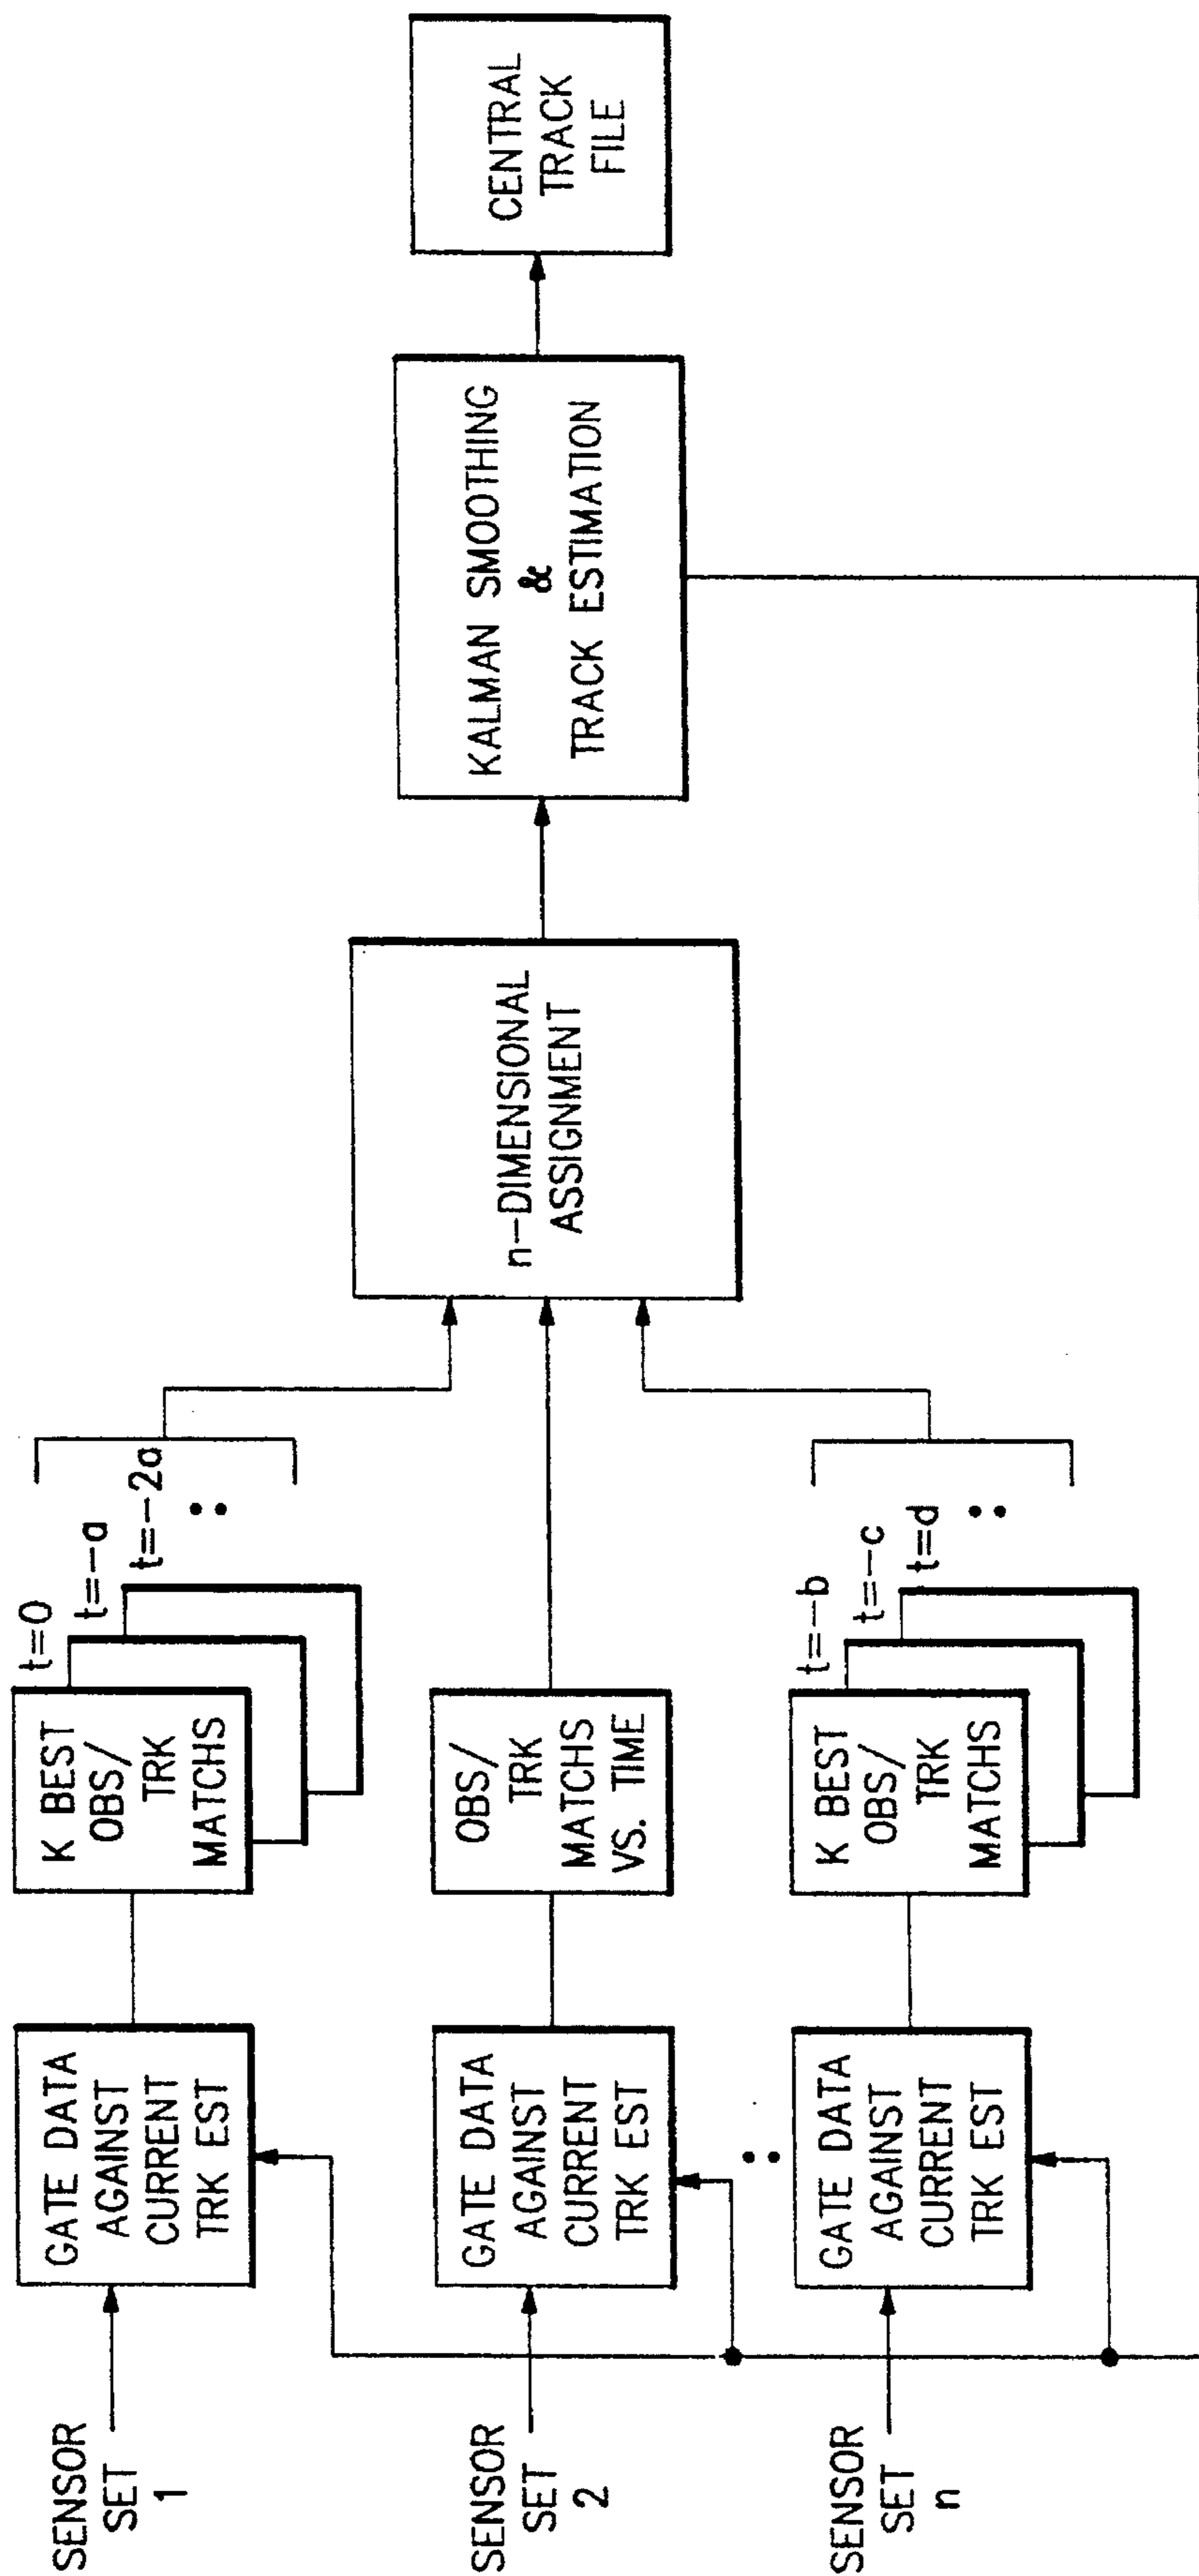 SENSOR
SET
1
GATE DATA
AGAINST
CURRENT
TRK EST
K BEST
OBS/
TRK
MATCHS
t=0
t=-a
t=-2a
:
SENSOR
SET
2
GATE DATA
AGAINST
CURRENT
TRK EST
OBS/
TRK
MATCHS
VS. TIME
:
SENSOR
SET
n
GATE DATA
AGAINST
CURRENT
TRK EST
K BEST
OBS/
TRK
MATCHS
t=-b
t=-c
t=d
:
n-DIMENSIONAL
ASSIGNMENT
KALMAN SMOOTHING
&
TRACK ESTIMATION
CENTRAL
TRACK
FILE